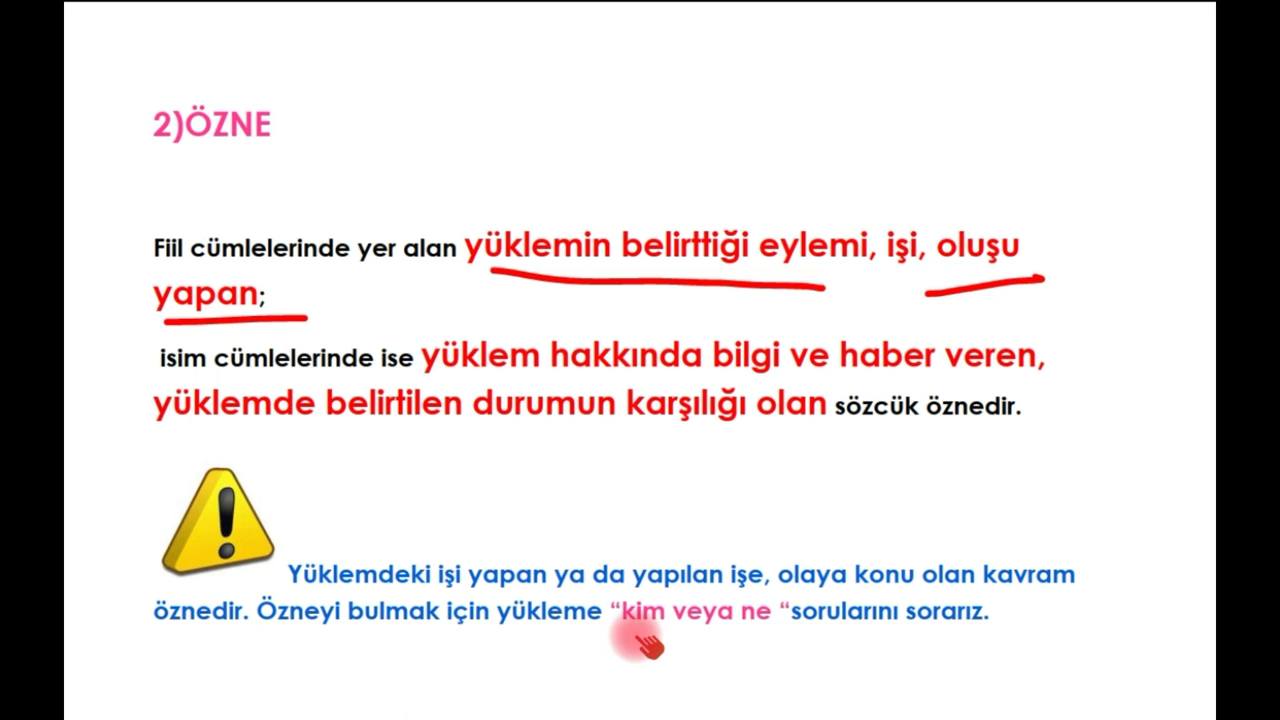 2)ÖZNE
Fiil cümlelerinde yer alan yüklemin belirttiği eylemi, işi, oluşu
yapan;
isim cümlelerinde ise yüklem hakkında bilgi ve haber veren,
yüklemde belirtilen durumun karşılığı olan sözcük öznedir.
Yüklemdeki işi yapan ya da yapılan işe, olaya konu olan kavram
öznedir. Özneyi bulmak için yükleme “kim veya ne “sorularını sorarız.